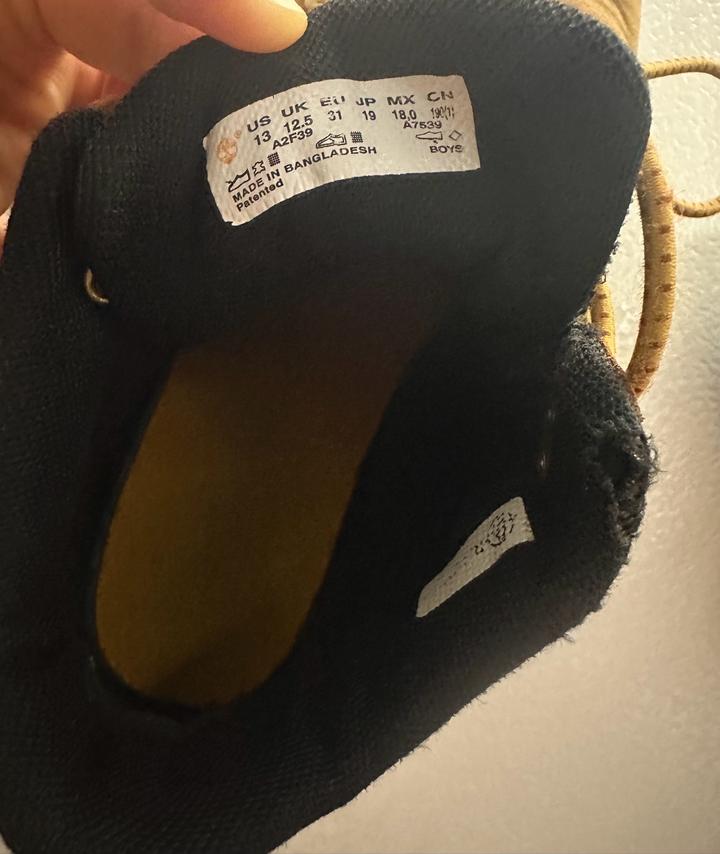 US UK EU JP MX CN
13 12.5 31 19 18.0 190(1)
A2F39 A7539
BOYS
MADE IN BANGLADESH
Patented